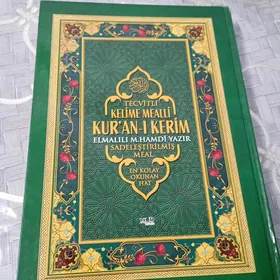 TECVİTLİ
KELİME MEALLİ
KUR'AN-I KERİM
ELMALILI M.HAMDİ YAZIR
SADELEŞTİRİLMİŞ
MEAL
EN KOLAY
OKUNAN
HAT